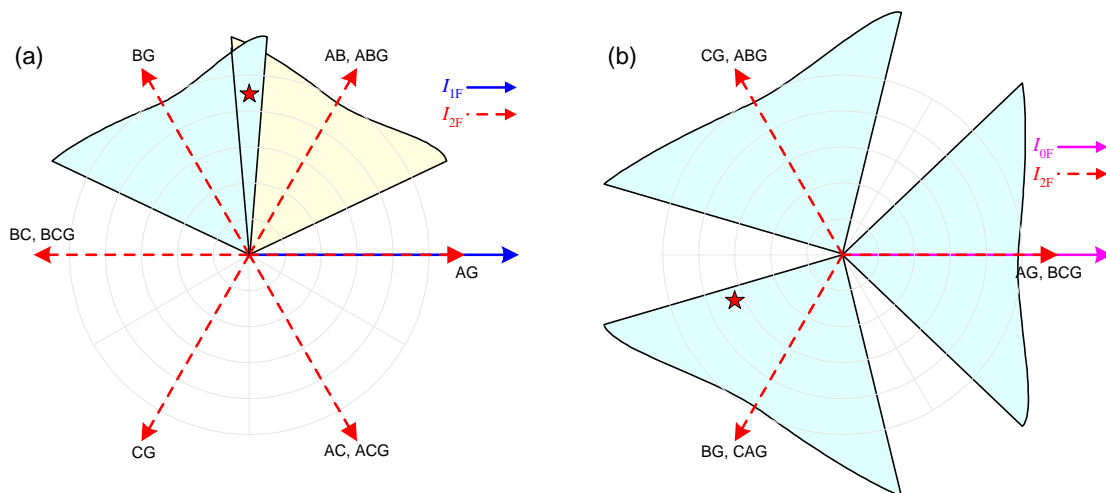 (a)
BG
AB, ABG
I1F
I2F
BC, BCG
AG
CG
AC, ACG
(b)
CG, ABG
I0F
I2F
AG, BCG
BG, CAG